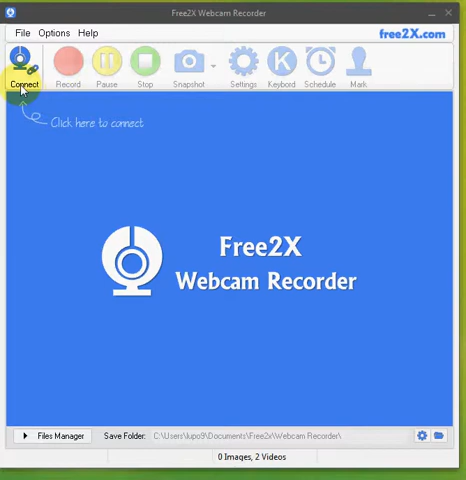 Free2X Webcam Recorder
File Options Help
free2X.com
Connect Record Pause Stop Snapshot Settings Keybord Schedule Mark
Click here to connect
Free2X
Webcam Recorder
Files Manager Save Folder: C:\Users\lupo9\Documents\Free2x\Webcam Recorder\
0 Images, 2 Videos